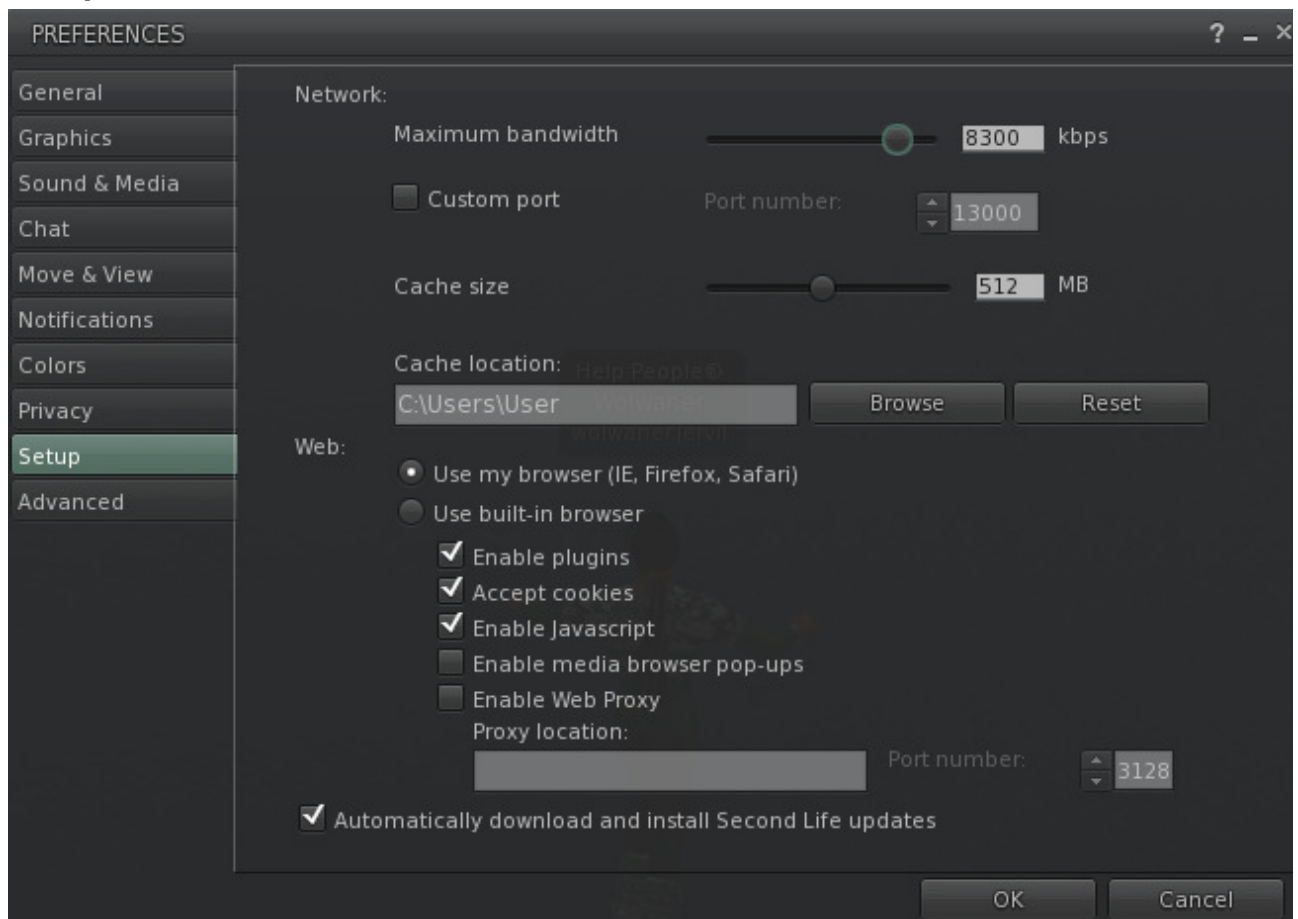 PREFERENCES ?
General
Graphics
Sound & Media
Chat
Move & View
Notifications
Colors
Privacy
Setup
Advanced
Network:
Maximum bandwidth 8300 kbps
Custom port Port number: 13000
Cache size 512 MB
Cache location:
Help People®
C:\Users\User Browse Reset
Web:
Use my browser (IE, Firefox, Safari)
Use built-in browser
Enable plugins
Accept cookies
Enable Javascript
Enable media browser pop-ups
Enable Web Proxy
Proxy location:
Port number: 3128
Automatically download and install Second Life updates
OK Cancel